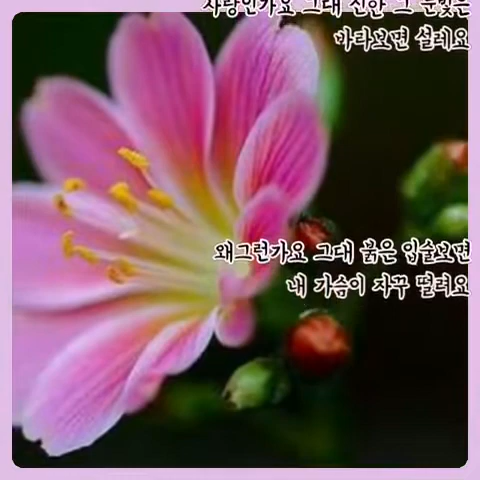 사랑인가요 그대 선한 그 눈빛은
바라보면 설레요
왜그런가요 그대 붉은 입술보면
내 가슴이 자꾸 떨려요